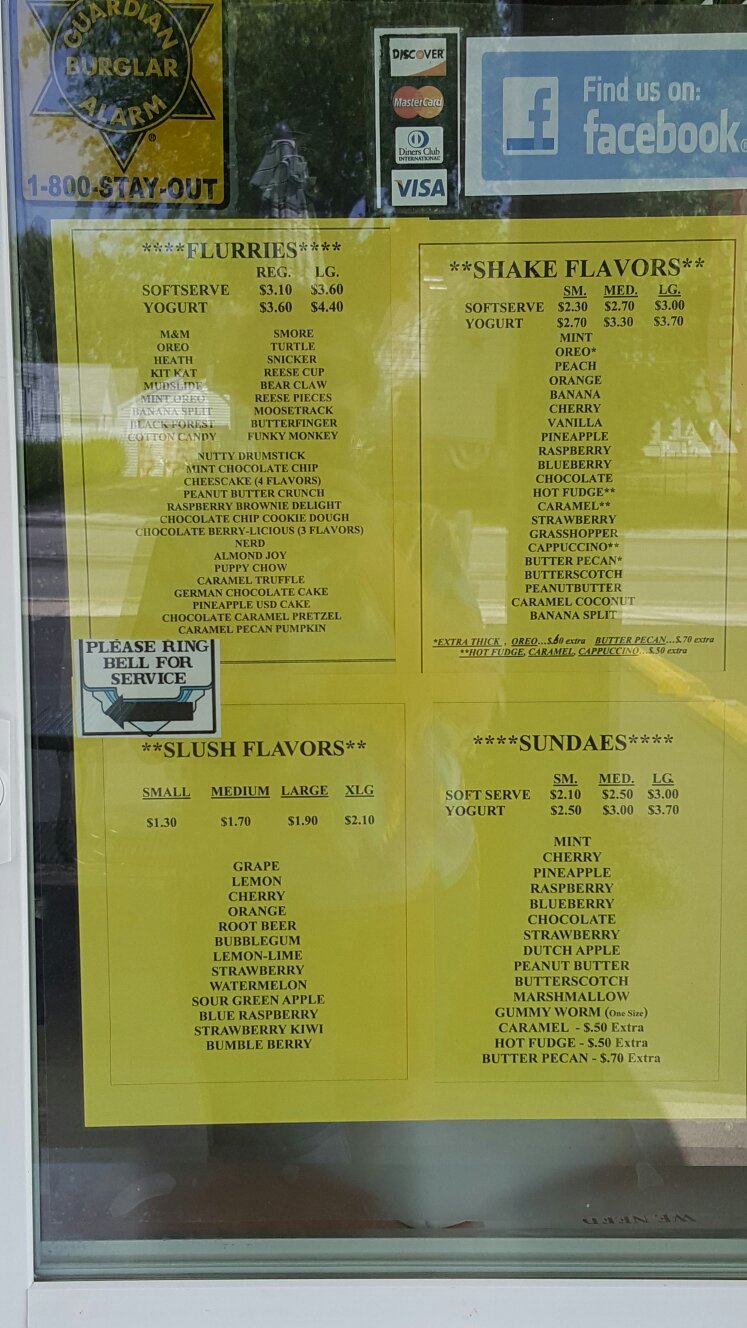 GUARDIAN
BURGLAR
ALARM
®
1-800-STAY-OUT
DISCOVER
MasterCard
Diners Club
INTERNATIONAL
VISA
f
Find us on:
facebook®
****FLURRIES****
REG. LG.
SOFTSERVE $3.10 $3.60
YOGURT $3.60 $4.40
M&M SMORE
OREO TURTLE
HEATH SNICKER
KIT KAT REESE CUP
MUDSLIDE BEAR CLAW
MINT OREO REESE PIECES
BANANA SPLIT MOOSETRACK
BLACK FOREST BUTTERFINGER
COTTON CANDY FUNKY MONKEY
NUTTY DRUMSTICK
MINT CHOCOLATE CHIP
CHEESCAKE (4 FLAVORS)
PEANUT BUTTER CRUNCH
RASPBERRY BROWNIE DELIGHT
CHOCOLATE CHIP COOKIE DOUGH
CHOCOLATE BERRY-LICIOUS (3 FLAVORS)
NERD
ALMOND JOY
PUPPY CHOW
CARAMEL TRUFFLE
GERMAN CHOCOLATE CAKE
PINEAPPLE USD CAKE
CHOCOLATE CARAMEL PRETZEL
CARAMEL PECAN PUMPKIN
**SHAKE FLAVORS**
SM. MED. LG.
SOFTSERVE $2.30 $2.70 $3.00
YOGURT $2.70 $3.30 $3.70
MINT
OREO*
PEACH
ORANGE
BANANA
CHERRY
VANILLA
PINEAPPLE
RASPBERRY
BLUEBERRY
CHOCOLATE
HOT FUDGE**
CARAMEL**
STRAWBERRY
GRASSHOPPER
CAPPUCCINO**
BUTTER PECAN*
BUTTERSCOTCH
PEANUTBUTTER
CARAMEL COCONUT
BANANA SPLIT
*EXTRA THICK , OREO...$.60 extra BUTTER PECAN...$.70 extra
**HOT FUDGE, CARAMEL, CAPPUCCINO...$.50 extra
PLEASE RING
BELL FOR
SERVICE
**SLUSH FLAVORS**
SMALL MEDIUM LARGE XLG
$1.30 $1.70 $1.90 $2.10
GRAPE
LEMON
CHERRY
ORANGE
ROOT BEER
BUBBLEGUM
LEMON-LIME
STRAWBERRY
WATERMELON
SOUR GREEN APPLE
BLUE RASPBERRY
STRAWBERRY KIWI
BUMBLE BERRY
****SUNDAES****
SM. MED. LG.
SOFT SERVE $2.10 $2.50 $3.00
YOGURT $2.50 $3.00 $3.70
MINT
CHERRY
PINEAPPLE
RASPBERRY
BLUEBERRY
CHOCOLATE
STRAWBERRY
DUTCH APPLE
PEANUT BUTTER
BUTTERSCOTCH
MARSHMALLOW
GUMMY WORM (One Size)
CARAMEL - $.50 Extra
HOT FUDGE - $.50 Extra
BUTTER PECAN - $.70 Extra
WE NEED